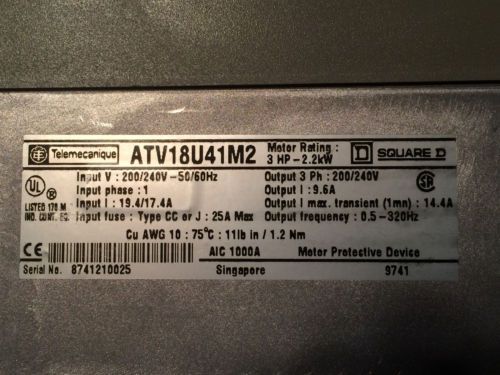 Telemecanique ATV18U41M2 Motor Rating : 3 HP-2.2kW SQUARE D
Input V : 200/240V-50/60Hz Output 3 Ph : 200/240V
Input phase : 1 Output I : 9.6A
Input I : 19.4/17.4A Output I max. transient (1mn) : 14.4A
UL
LISTED 170 M
IND. CONT. EQ. Input fuse : Type CC or J : 25A Max Output frequency : 0.5-320Hz
Cu AWG 10 : 75°C : 11lb in / 1.2 Nm
CE AIC 1000A Motor Protective Device
Serial No. 8741210025 Singapore 9741